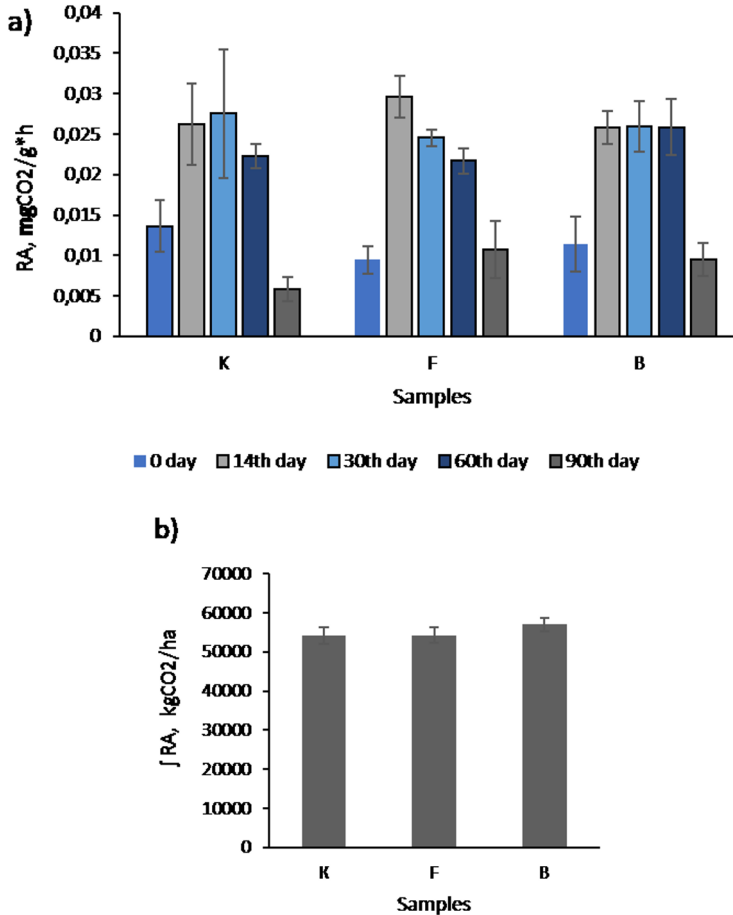 a)
0,04
0,035
0,03
0,025
0,02
0,015
0,01
0,005
0
RA, mgCO2/g*h
K F B
Samples
0 day 14th day 30th day 60th day 90th day
b)
70000
60000
50000
40000
30000
20000
10000
0
∫ RA, kgCO2/ha
K F B
Samples